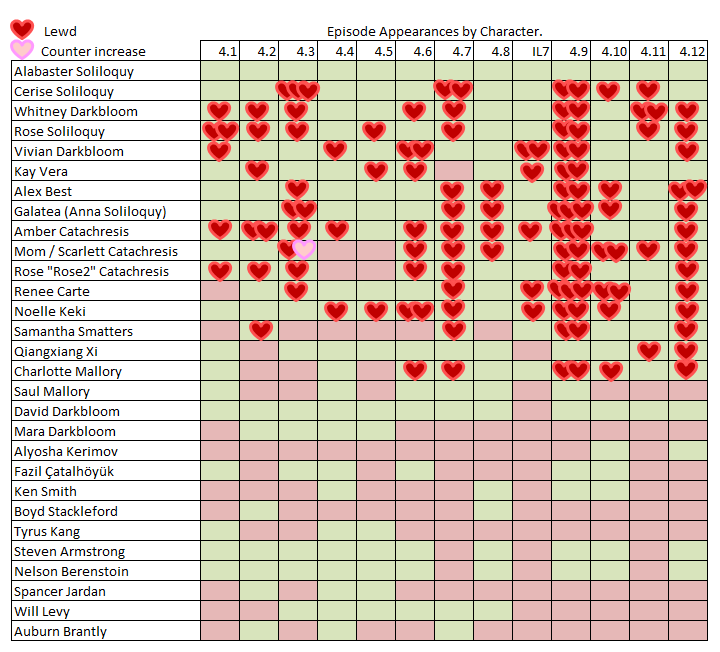 Lewd
Episode Appearances by Character.
Counter increase
4.1 4.2 4.3 4.4 4.5 4.6 4.7 4.8 IL7 4.9 4.10 4.11 4.12
Alabaster Soliloquy
Cerise Soliloquy
Whitney Darkbloom
Rose Soliloquy
Vivian Darkbloom
Kay Vera
Alex Best
Galatea (Anna Soliloquy)
Amber Catachresis
Mom / Scarlett Catachresis
Rose "Rose2" Catachresis
Renee Carte
Noelle Keki
Samantha Smatters
Qiangxiang Xi
Charlotte Mallory
Saul Mallory
David Darkbloom
Mara Darkbloom
Alyosha Kerimov
Fazil Çatalhöyük
Ken Smith
Boyd Stackleford
Tyrus Kang
Steven Armstrong
Nelson Berenstoin
Spancer Jardan
Will Levy
Auburn Brantly